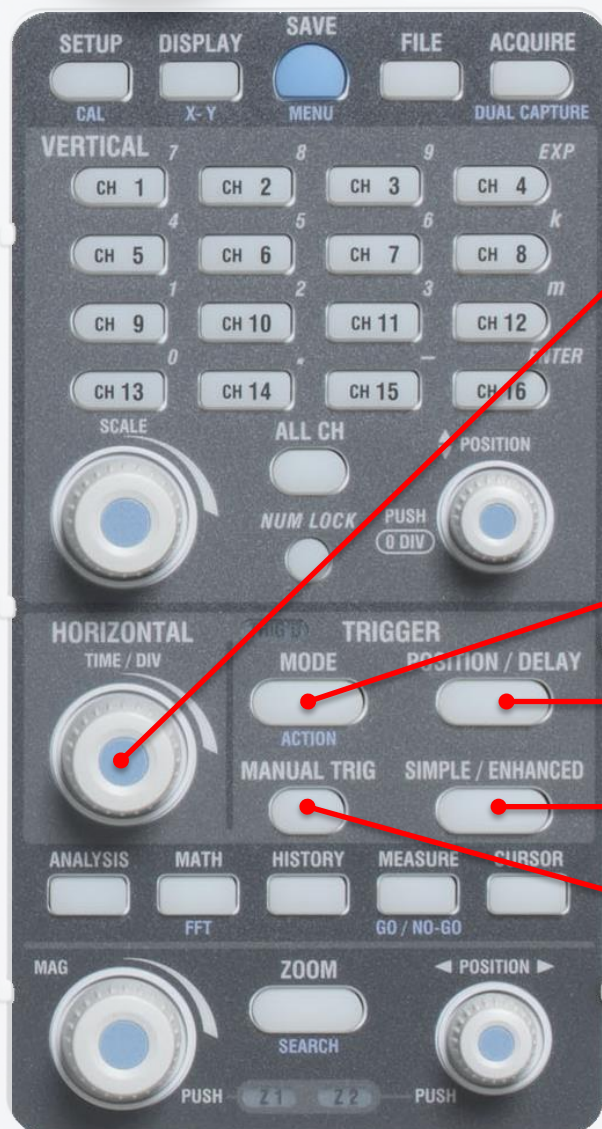 SETUP DISPLAY SAVE FILE ACQUIRE
CAL X-Y MENU DUAL CAPTURE
VERTICAL 7 8 9 EXP
CH 1 CH 2 CH 3 CH 4
4 5 6 k
CH 5 CH 6 CH 7 CH 8
1 2 3 m
CH 9 CH 10 CH 11 CH 12
0 . – ENTER
CH 13 CH 14 CH 15 CH 16
SCALE ALL CH POSITION
NUM LOCK PUSH
0 DIV
HORIZONTAL TRIG'D TRIGGER
TIME / DIV MODE POSITION / DELAY
ACTION
MANUAL TRIG SIMPLE / ENHANCED
ANALYSIS MATH HISTORY MEASURE CURSOR
FFT GO / NO-GO
MAG ZOOM ◄ POSITION ►
SEARCH
PUSH Z 1 Z 2 PUSH